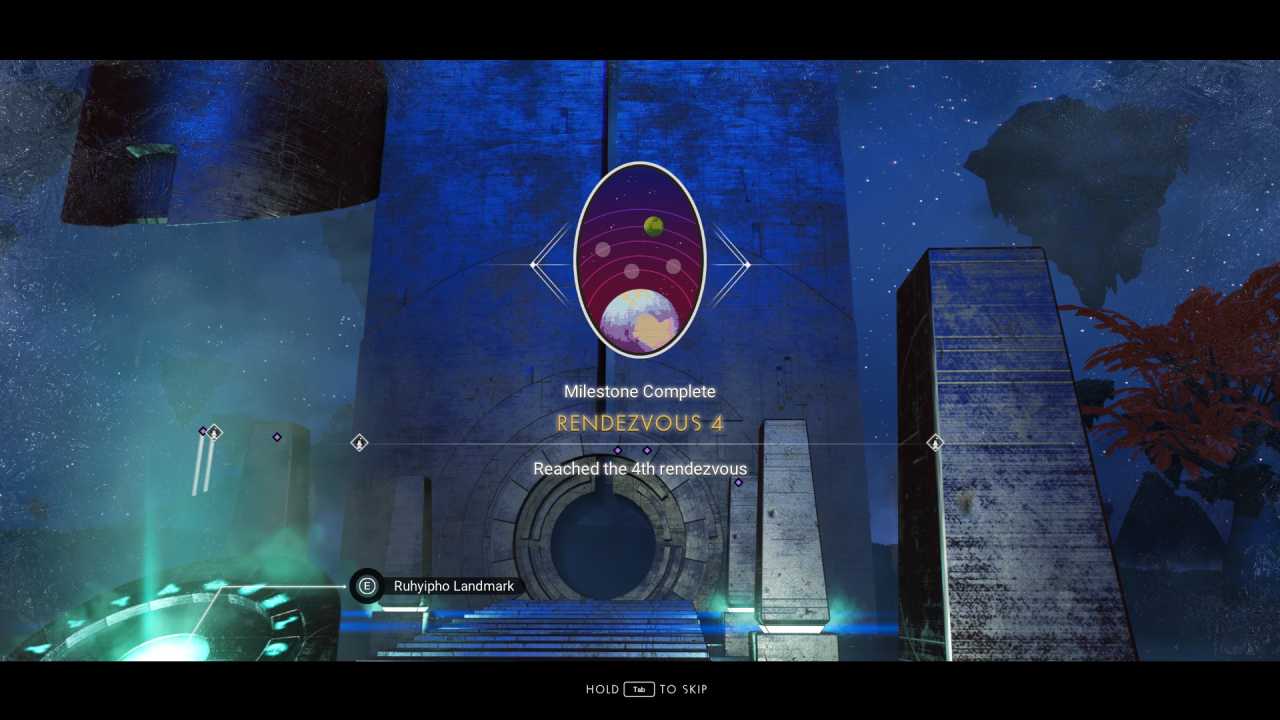 Milestone Complete
RENDEZVOUS 4
Reached the 4th rendezvous
E Ruhyipho Landmark
HOLD Tab TO SKIP